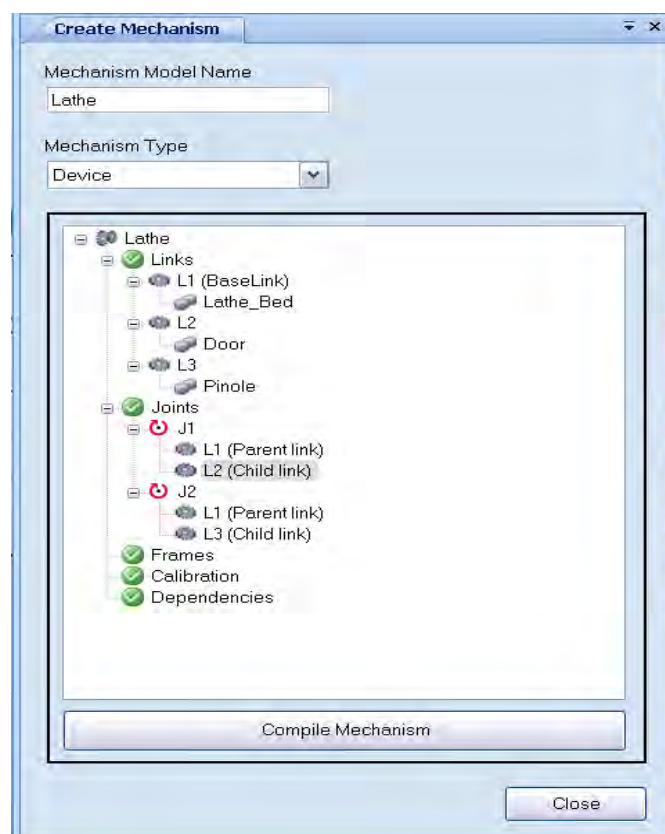 Create Mechanism
Mechanism Model Name
Lathe
Mechanism Type
Device
Lathe
Links
L1 (BaseLink)
Lathe_Bed
L2
Door
L3
Pinole
Joints
J1
L1 (Parent link)
L2 (Child link)
J2
L1 (Parent link)
L3 (Child link)
Frames
Calibration
Dependencies
Compile Mechanism
Close